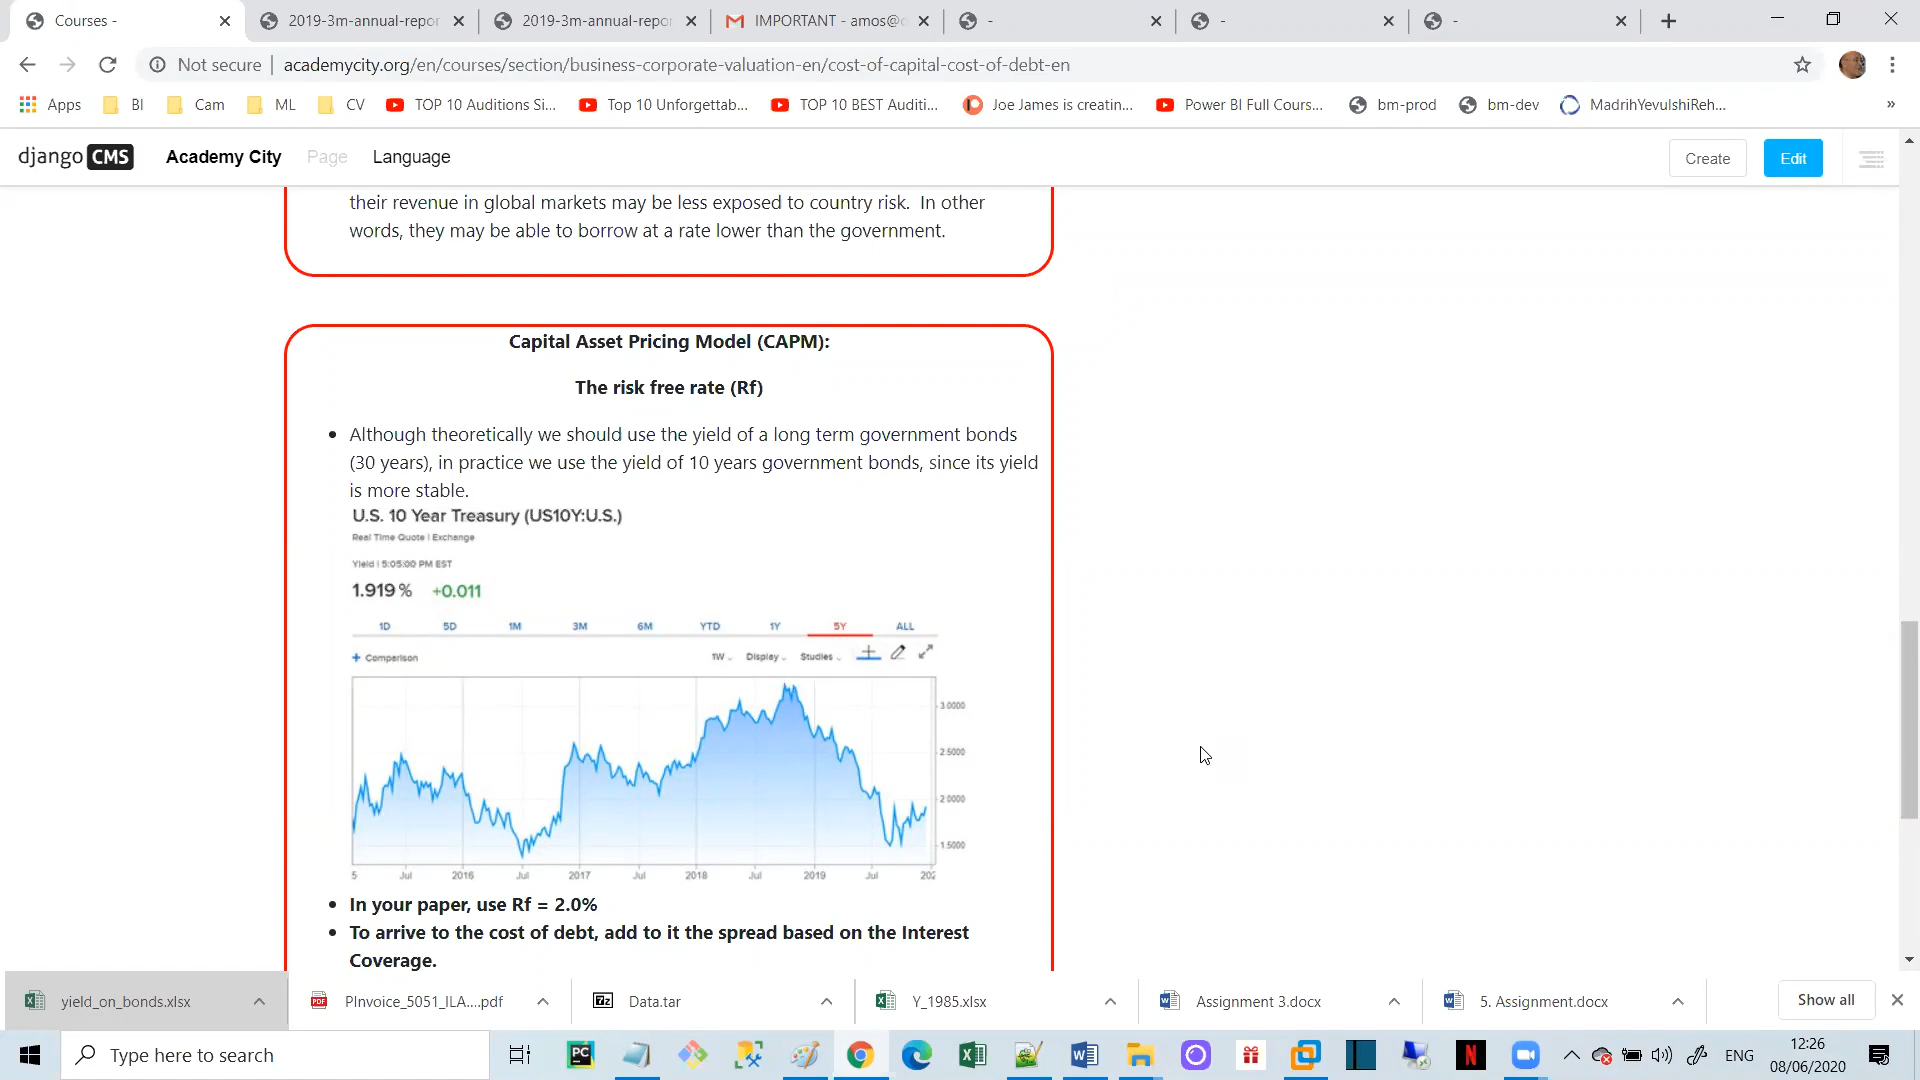 Courses -
2019-3m-annual-repor
2019-3m-annual-repor
IMPORTANT - amos@
-
-
-
Not secure
academycity.org/en/courses/section/business-corporate-valuation-en/cost-of-capital-cost-of-debt-en
Apps
BI
Cam
ML
CV
TOP 10 Auditions Si...
Top 10 Unforgettab...
TOP 10 BEST Auditi...
Joe James is creatin...
Power BI Full Cours...
bm-prod
bm-dev
MadrihYevulshiReh...
»
django CMS
Academy City
Page
Language
Create
Edit
their revenue in global markets may be less exposed to country risk. In other
words, they may be able to borrow at a rate lower than the government.
Capital Asset Pricing Model (CAPM):
The risk free rate (Rf)
• Although theoretically we should use the yield of a long term government bonds
(30 years), in practice we use the yield of 10 years government bonds, since its yield
is more stable.
U.S. 10 Year Treasury (US10Y:U.S.)
Real Time Quote | Exchange
Yield | 5:05:00 PM EST
1.919 % +0.011
1D 5D 1M 3M 6M YTD 1Y 5Y ALL
+ Comparison
1W
Display
Studies
3.0000
2.5000
2.0000
1.5000
5 Jul 2016 Jul 2017 Jul 2018 Jul 2019 Jul 202
• In your paper, use Rf = 2.0%
• To arrive to the cost of debt, add to it the spread based on the Interest
Coverage.
yield_on_bonds.xlsx
PDF
PInvoice_5051_ILA....pdf
7z
Data.tar
Y_1985.xlsx
Assignment 3.docx
5. Assignment.docx
Show all
Type here to search
PC
N
ENG
12:26
08/06/2020